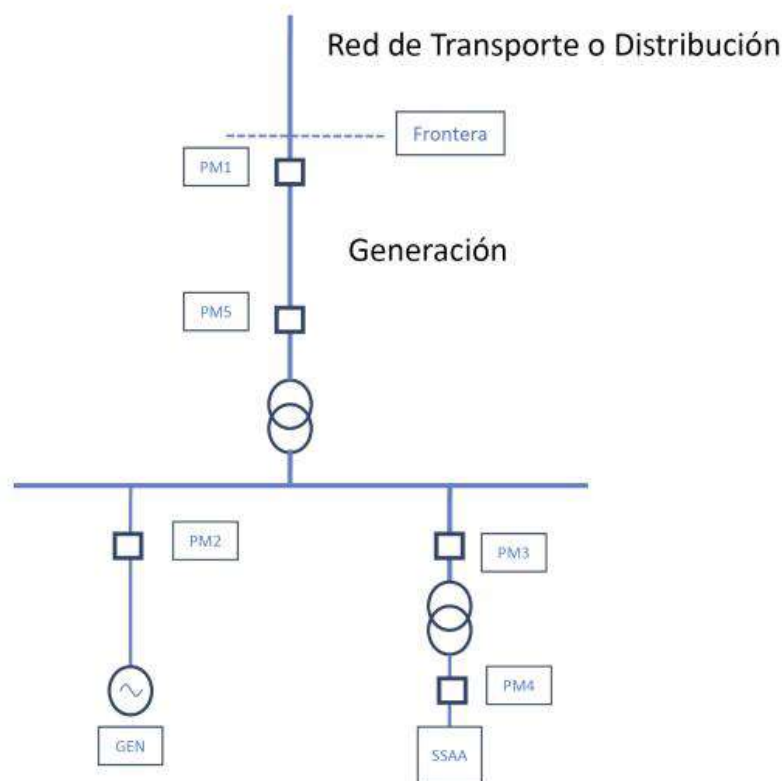 Red de Transporte o Distribución
Frontera
PM1
Generación
PM5
PM2
PM3
PM4
GEN
SSAA